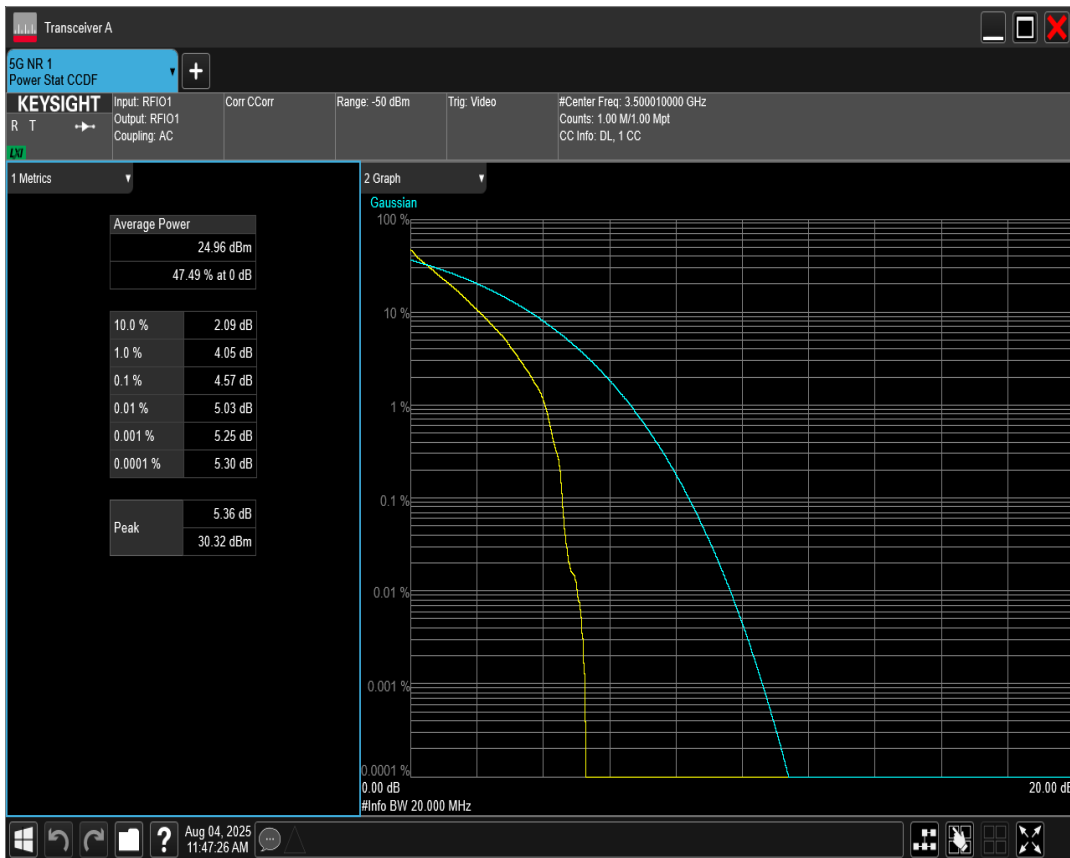 Transceiver A
5G NR 1
Power Stat CCDF
+
KEYSIGHT
R T
LXI
Input: RFIO1
Output: RFIO1
Coupling: AC
Corr CCorr
Range: -50 dBm
Trig: Video
#Center Freq: 3.500010000 GHz
Counts: 1.00 M/1.00 Mpt
CC Info: DL, 1 CC
1 Metrics
Average Power
24.96 dBm
47.49 % at 0 dB
10.0 % 2.09 dB
1.0 % 4.05 dB
0.1 % 4.57 dB
0.01 % 5.03 dB
0.001 % 5.25 dB
0.0001 % 5.30 dB
Peak
5.36 dB
30.32 dBm
2 Graph
Gaussian
100 %
10 %
1 %
0.1 %
0.01 %
0.001 %
0.0001 %
0.00 dB 20.00 dB
#Info BW 20.000 MHz
?
Aug 04, 2025
11:47:26 AM